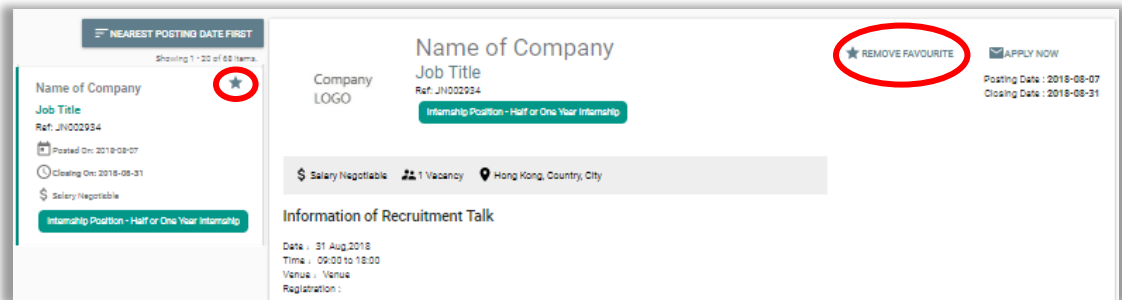 NEAREST POSTING DATE FIRST
Showing 1 - 20 of 68 items.
Name of Company
Job Title
Ref: JN002934
Posted On: 2018-08-07
Closing On: 2018-08-31
$ Salary Negotiable
Internship Position - Half or One Year Internship
Company
LOGO
Name of Company
Job Title
Ref: JN002934
Internship Position - Half or One Year Internship
REMOVE FAVOURITE
APPLY NOW
Posting Date : 2018-08-07
Closing Date : 2018-08-31
$ Salary Negotiable 1 Vacancy Hong Kong, Country, City
Information of Recruitment Talk
Date : 31 Aug,2018
Time : 09:00 to 18:00
Venue : Venue
Registration :